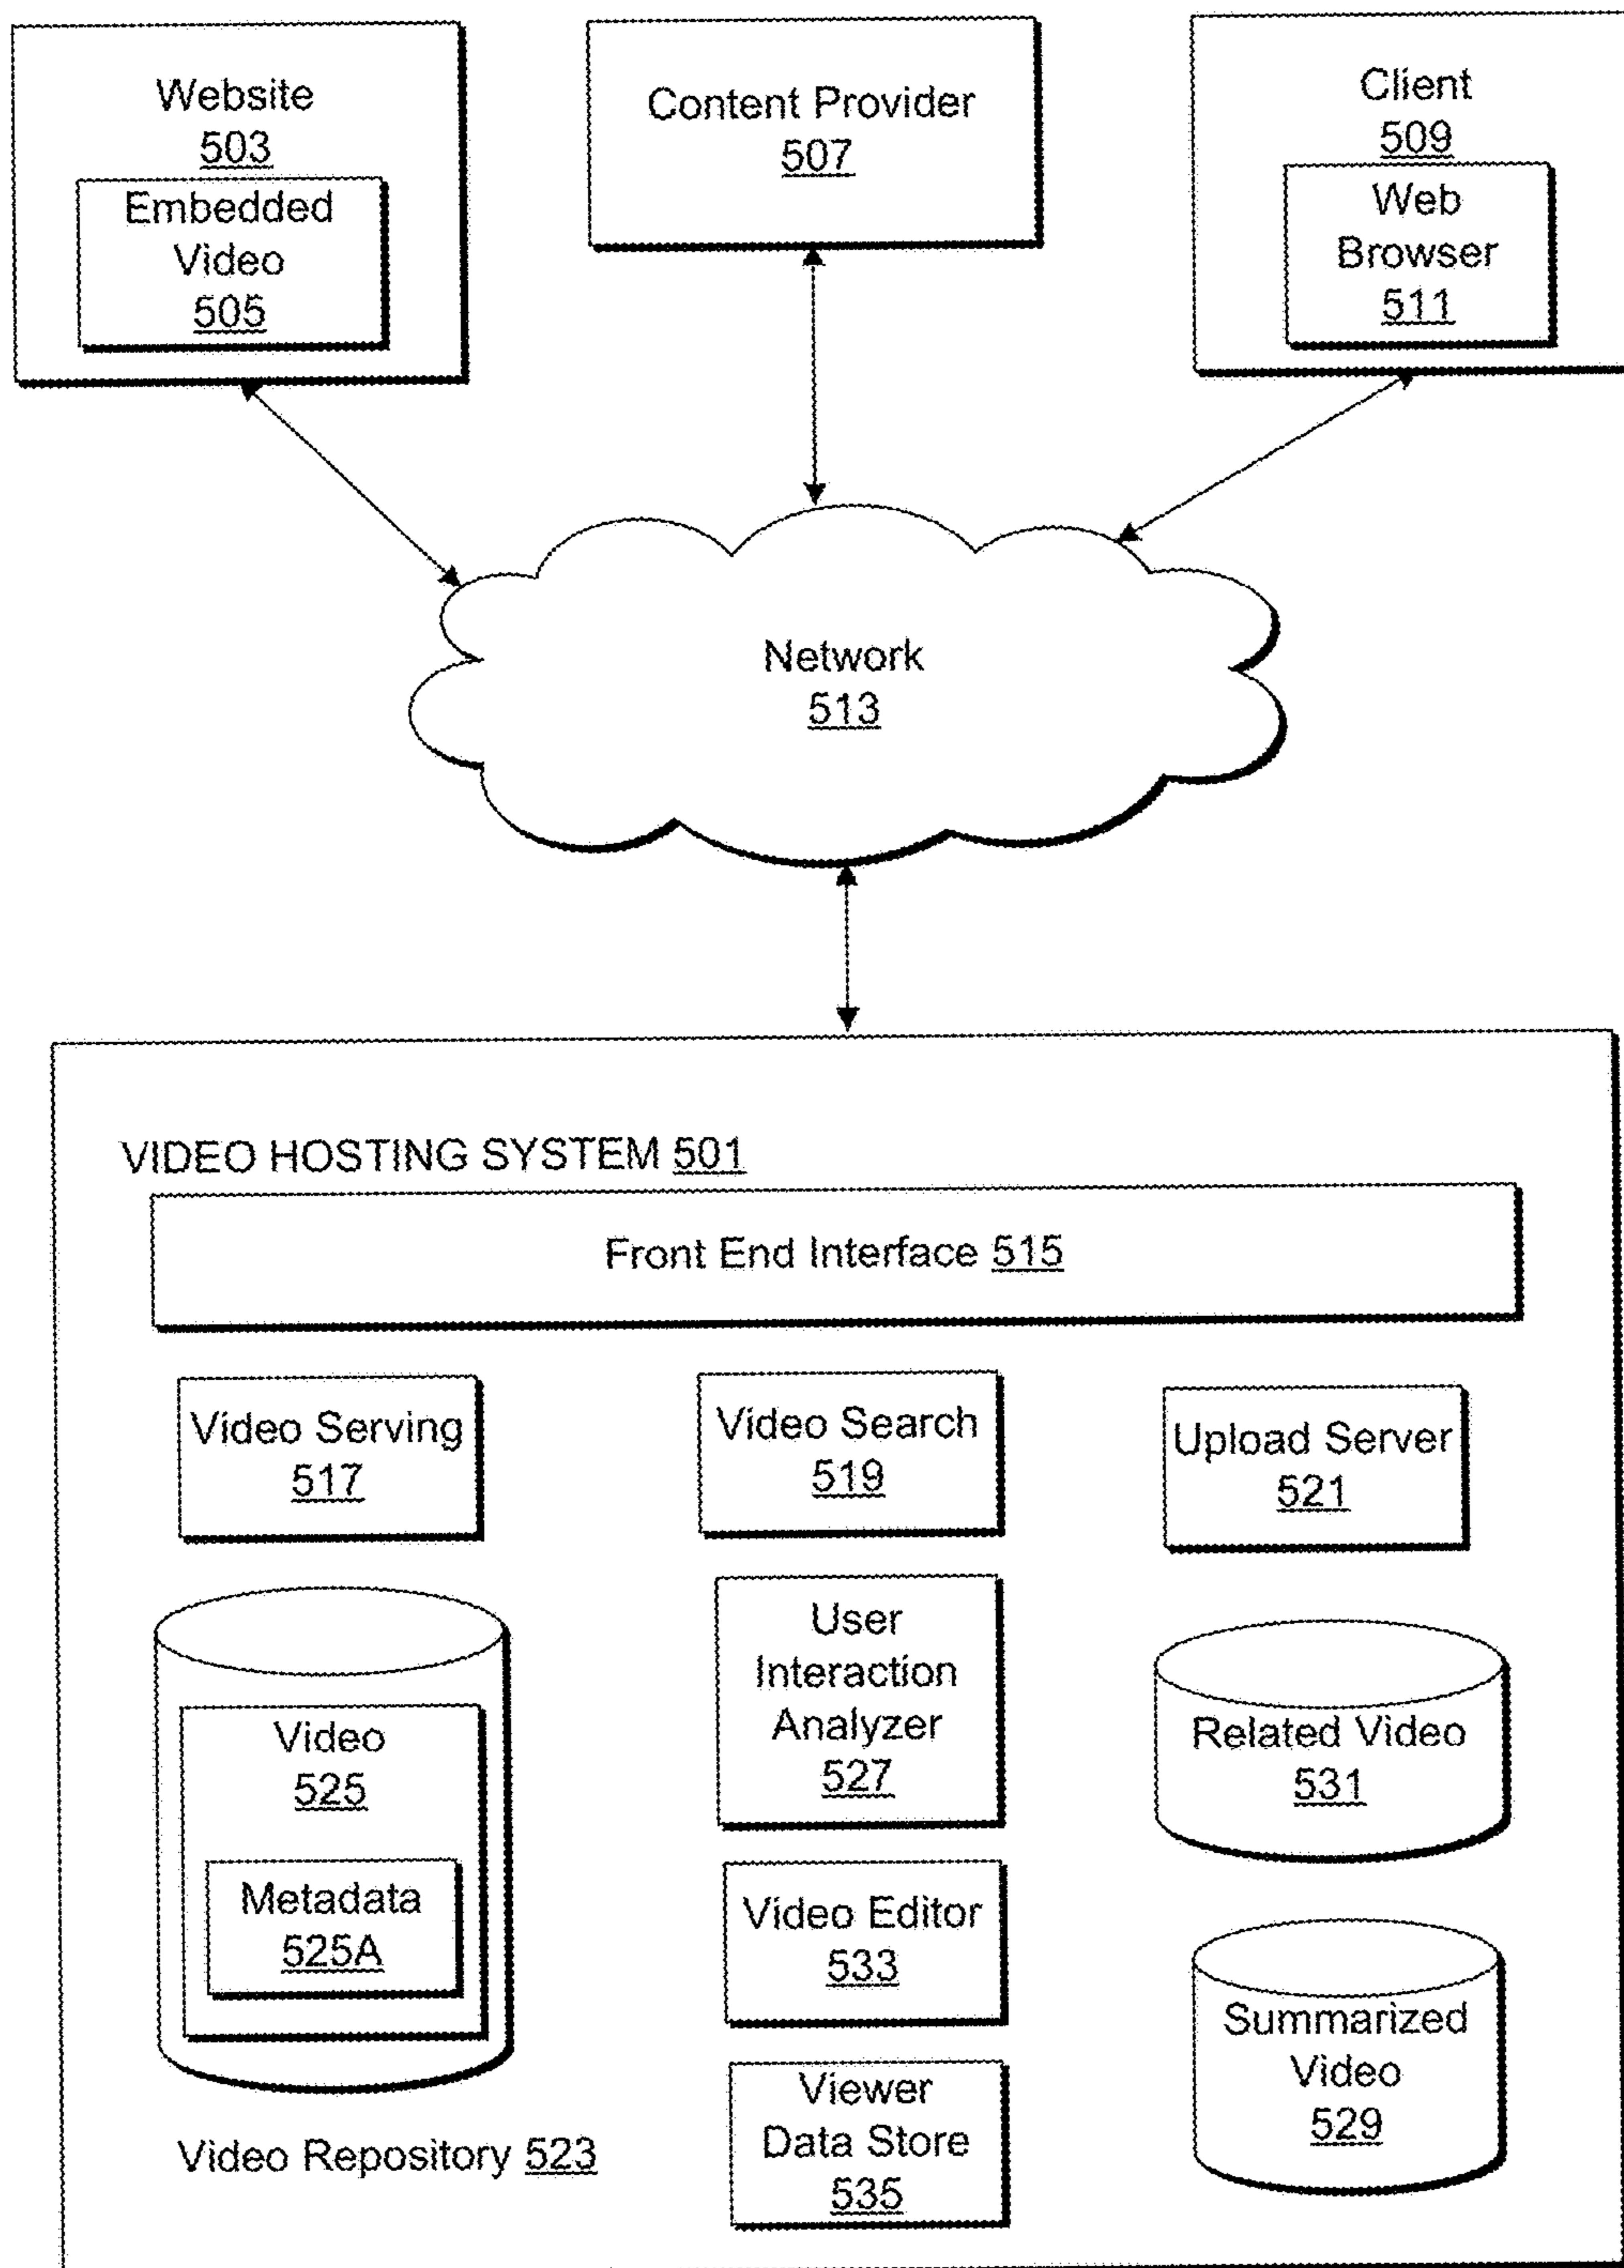 Website
503
Embedded
Video
505
Content Provider
507
Client
509
Web
Browser
511
Network
513
VIDEO HOSTING SYSTEM 501
Front End Interface 515
Video Serving
517
Video Search
519
Upload Server
521
Video
525
Metadata
525A
Video Repository 523
User
Interaction
Analyzer
527
Video Editor
533
Viewer
Data Store
535
Related Video
531
Summarized
Video
529